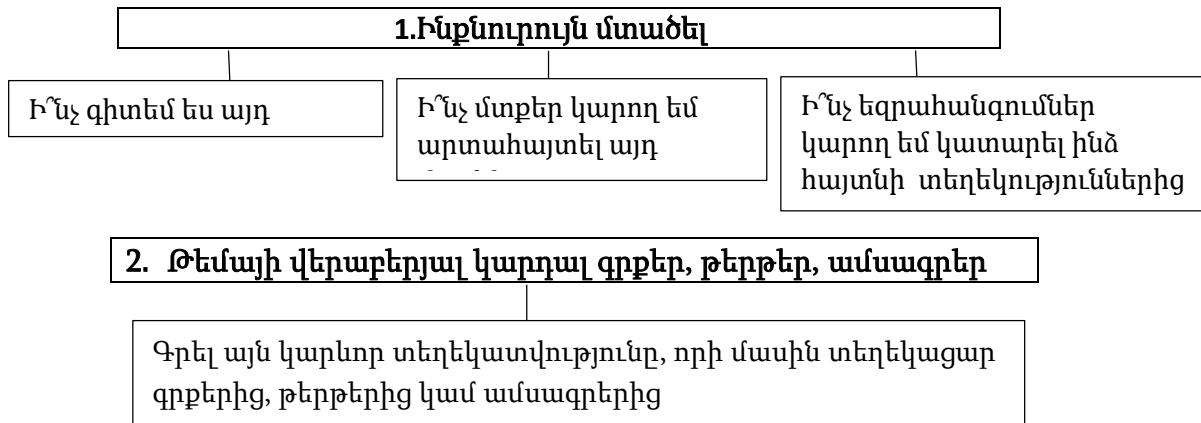 1.Ինքնուրույն մտածել
Ի՞նչ գիտեմ ես այդ
Ի՞նչ մտքեր կարող եմ
արտահայտել այդ
Ի՞նչ եզրահանգումներ
կարող եմ կատարել ինձ
հայտնի տեղեկություններից
2. Թեմայի վերաբերյալ կարդալ գրքեր, թերթեր, ամսագրեր
Գրել այն կարևոր տեղեկատվությունը, որի մասին տեղեկացար
գրքերից, թերթերից կամ ամսագրերից